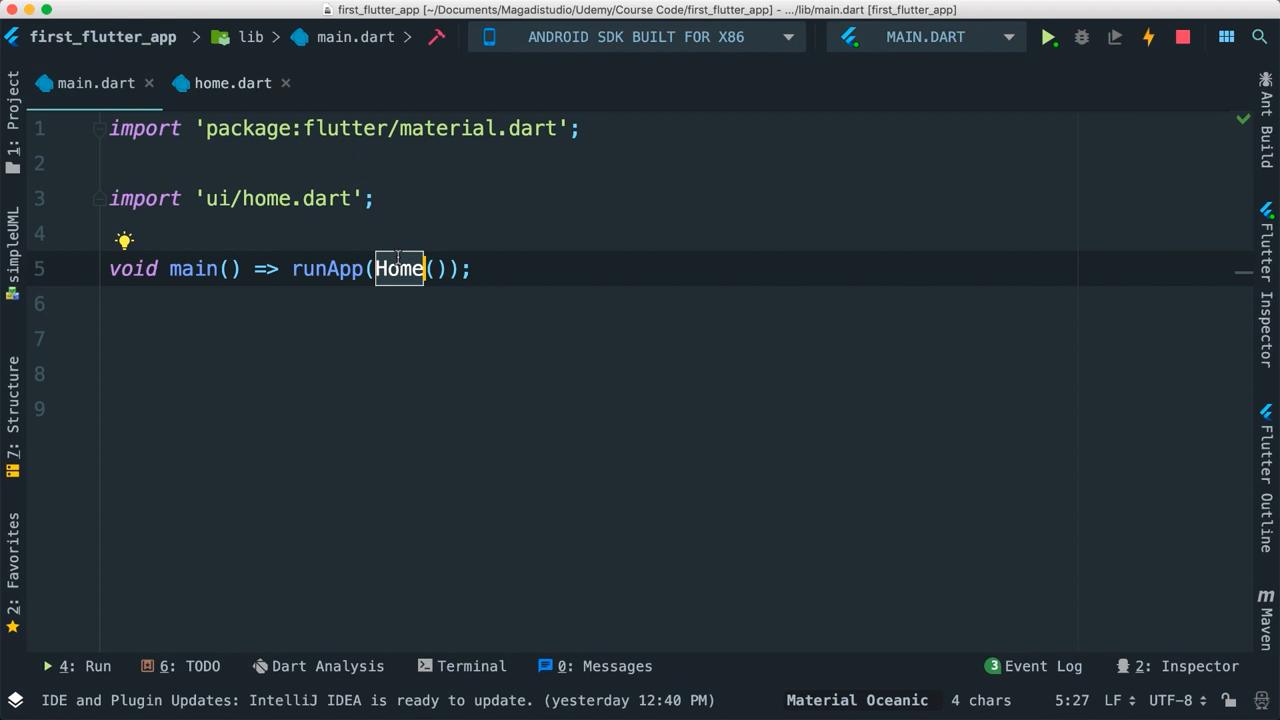 first_flutter_app [~/Documents/Magadistudio/Udemy/Course Code/first_flutter_app] - .../lib/main.dart [first_flutter_app]
first_flutter_app > lib > main.dart > ANDROID SDK BUILT FOR X86 MAIN.DART
main.dart × home.dart ×
1 import 'package:flutter/material.dart';
2
3 import 'ui/home.dart';
4
5 void main() => runApp(Home());
6
7
8
9
1: Project
simpleUML
7: Structure
2: Favorites
Ant Build
Flutter Inspector
Flutter Outline
m Maven
4: Run 6: TODO Dart Analysis Terminal 0: Messages 3 Event Log 2: Inspector
IDE and Plugin Updates: IntelliJ IDEA is ready to update. (yesterday 12:40 PM) Material Oceanic 4 chars 5:27 LF UTF-8